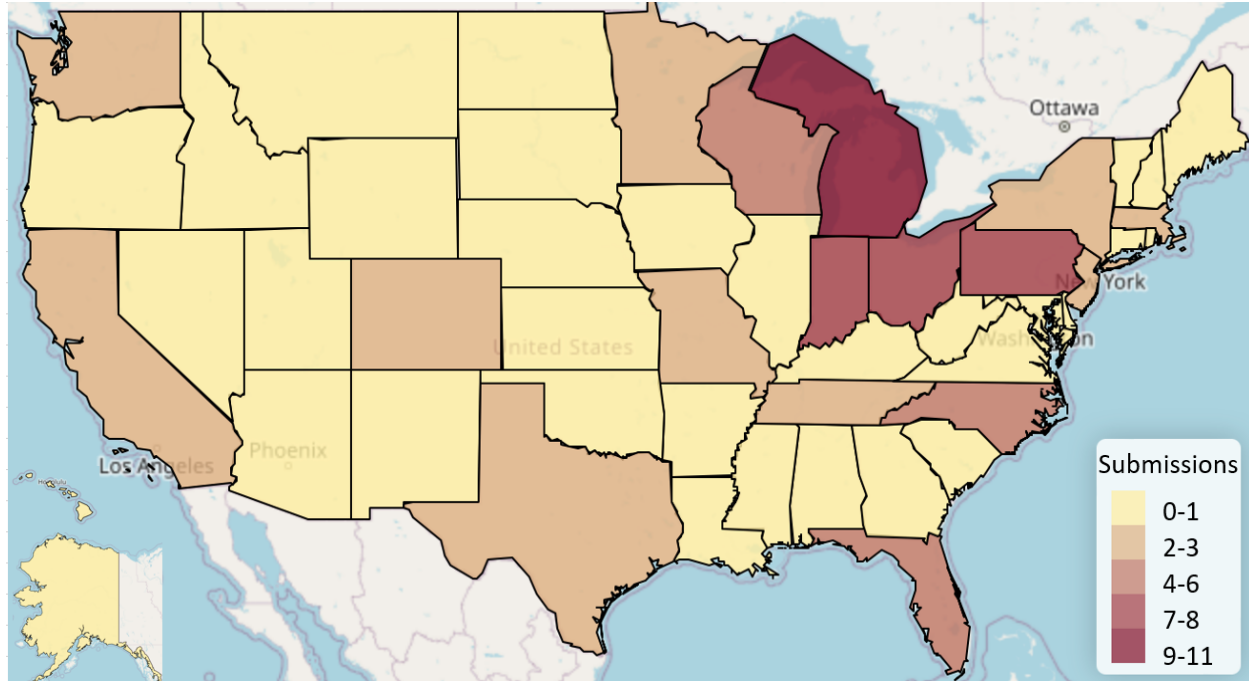 Ottawa
New York
United States
Washington
Phoenix
Los Angeles
Honolulu
Submissions
0-1
2-3
4-6
7-8
9-11